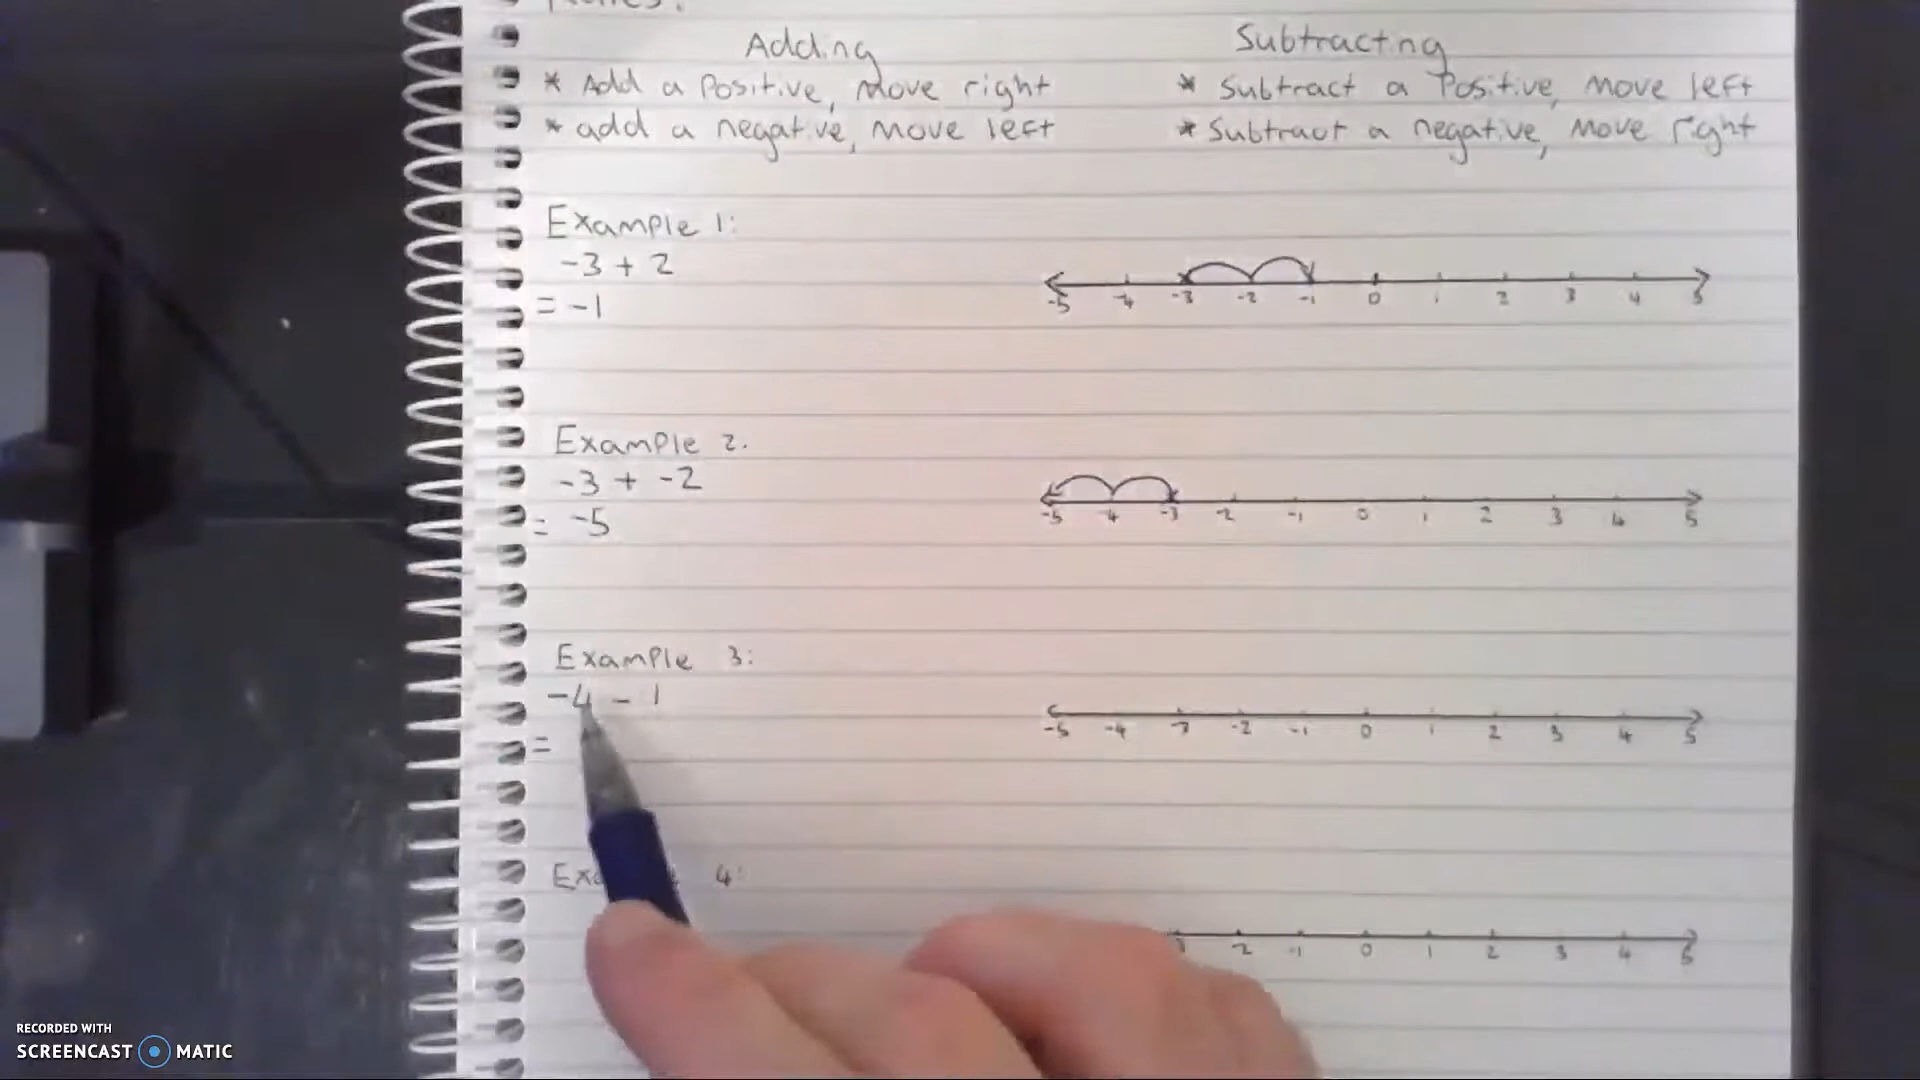 Adding
* Add a Positive, Move right
* add a negative, move left
Subtracting
* Subtract a Positive, Move left
* Subtract a negative, Move right
Example 1:
-3 + 2
= -1
-5 -4 -3 -2 -1 0 1 2 3 4 5
Example 2.
-3 + -2
= -5
-5 -4 -3 -2 -1 0 1 2 3 4 5
Example 3:
-4 - 1
=
-5 -4 -3 -2 -1 0 1 2 3 4 5
4:
-2 -1 0 1 2 3 4 5
RECORDED WITH
SCREENCAST MATIC